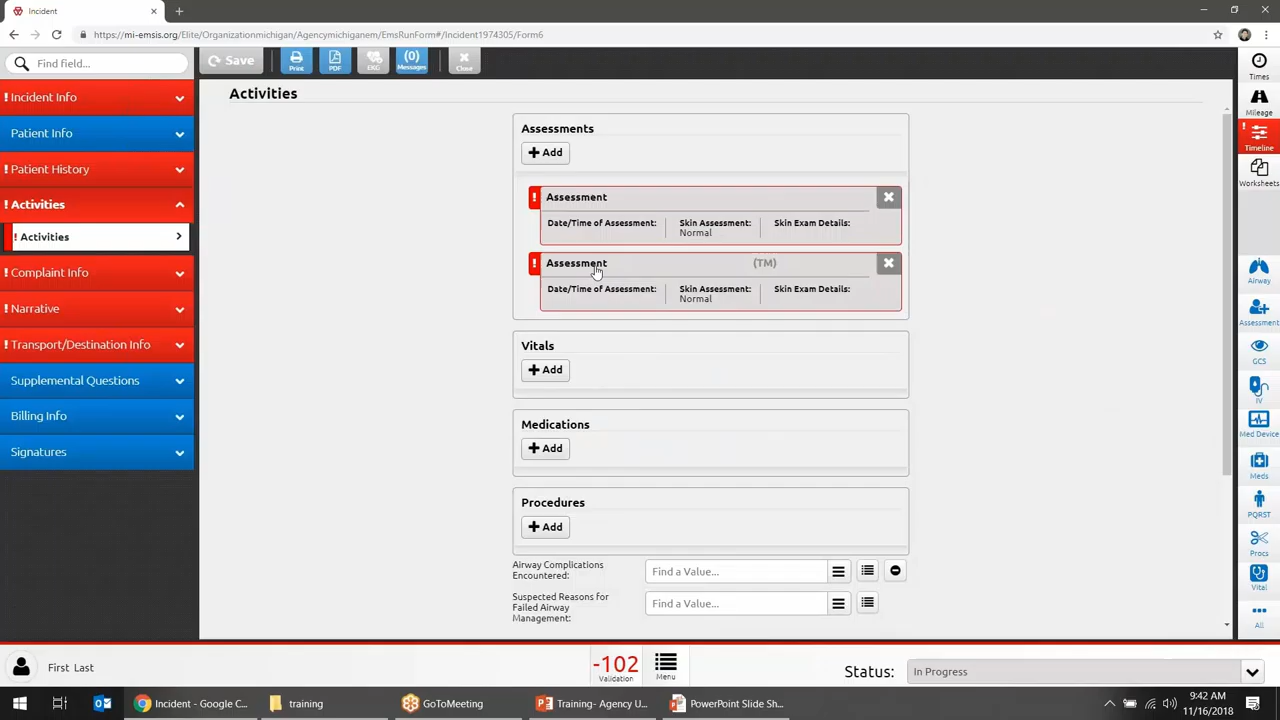 Incident
https://mi-emsis.org/Elite/Organizationmichigan/Agencymichiganem/EmsRunForm#/Incident1974305/Form6
Find field...
Save
Print
PDF
EKG
(0)
Messages
Close
Times
Mileage
! Timeline
Worksheets
Airway
Assessment
GCS
IV
Med Device
Meds
PQRST
Procs
Vital
All
! Incident Info
Patient Info
! Patient History
! Activities
! Activities
! Complaint Info
! Narrative
! Transport/Destination Info
Supplemental Questions
Billing Info
Signatures
Activities
Assessments
+ Add
! Assessment
Date/Time of Assessment: Skin Assessment: Skin Exam Details:
Normal
! Assessment (TM)
Date/Time of Assessment: Skin Assessment: Skin Exam Details:
Normal
Vitals
+ Add
Medications
+ Add
Procedures
+ Add
Airway Complications
Encountered:
Find a Value...
Suspected Reasons for
Failed Airway
Management:
Find a Value...
First Last
-102
Validation
Menu
Status: In Progress
Incident - Google C...
training
GoToMeeting
Training- Agency U...
PowerPoint Slide Sh...
9:42 AM
11/16/2018